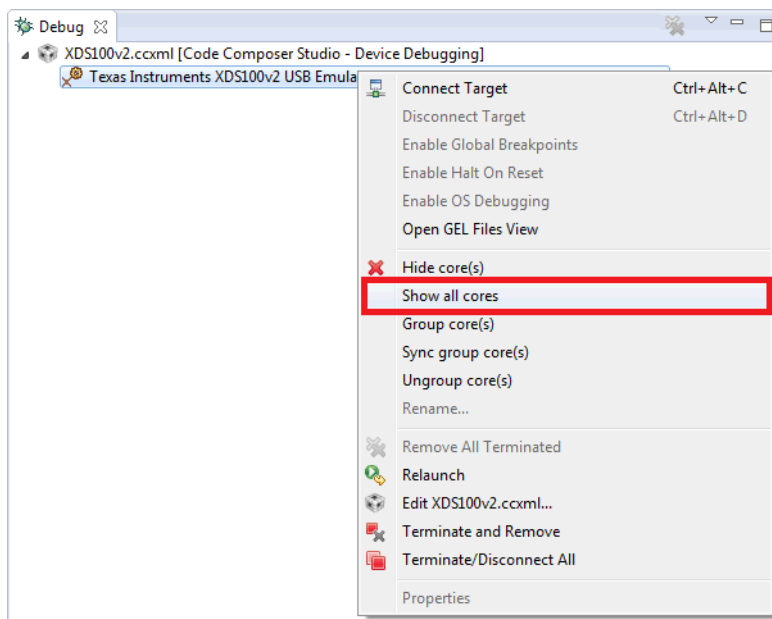 Debug
XDS100v2.ccxml [Code Composer Studio - Device Debugging]
Texas Instruments XDS100v2 USB Emula
Connect Target Ctrl+Alt+C
Disconnect Target Ctrl+Alt+D
Enable Global Breakpoints
Enable Halt On Reset
Enable OS Debugging
Open GEL Files View
Hide core(s)
Show all cores
Group core(s)
Sync group core(s)
Ungroup core(s)
Rename...
Remove All Terminated
Relaunch
Edit XDS100v2.ccxml...
Terminate and Remove
Terminate/Disconnect All
Properties